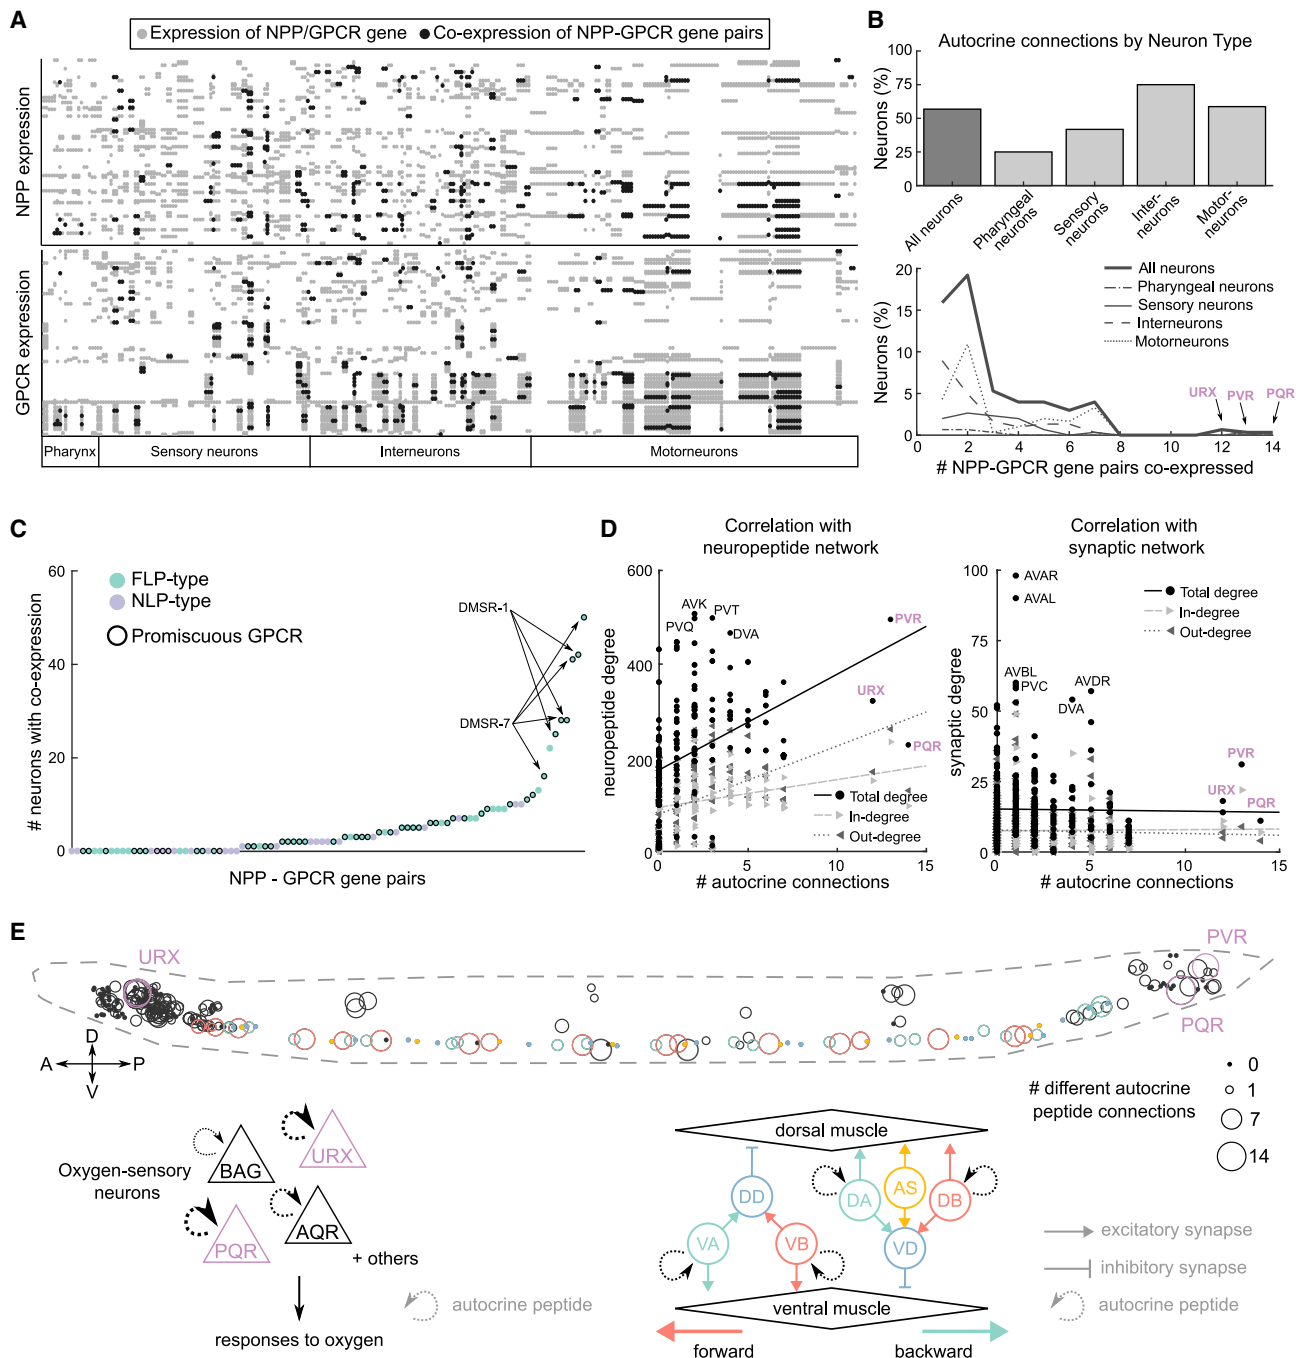 A
Expression of NPP/GPCR gene
Co-expression of NPP-GPCR gene pairs
NPP expression
GPCR expression
Pharynx
Sensory neurons
Interneurons
Motorneurons
B
Autocrine connections by Neuron Type
Neurons (%)
100
75
50
25
0
All neurons
Pharyngeal
neurons
Sensory
neurons
Inter-
neurons
Motor-
neurons
Neurons (%)
20
15
10
5
0
All neurons
Pharyngeal neurons
Sensory neurons
Interneurons
Motorneurons
URX
PVR
PQR
0 2 4 6 8 10 12 14
# NPP-GPCR gene pairs co-expressed
C
# neurons with co-expression
60
40
20
0
FLP-type
NLP-type
Promiscuous GPCR
DMSR-1
DMSR-7
NPP - GPCR gene pairs
D
Correlation with
neuropeptide network
neuropeptide degree
600
400
200
0
AVK
PVT
PVQ
DVA
PVR
URX
PQR
Total degree
In-degree
Out-degree
0 5 10 15
# autocrine connections
Correlation with
synaptic network
synaptic degree
100
75
50
25
0
AVAR
AVAL
AVBL
PVC
AVDR
DVA
PVR
URX
PQR
Total degree
In-degree
Out-degree
0 5 10 15
# autocrine connections
E
URX
PVR
PQR
D
A P
V
# different autocrine
peptide connections
0
1
7
14
Oxygen-sensory
neurons
BAG
URX
PQR
AQR
+ others
responses to oxygen
autocrine peptide
dorsal muscle
DD
DA
AS
DB
VA
VB
VD
ventral muscle
forward
backward
excitatory synapse
inhibitory synapse
autocrine peptide